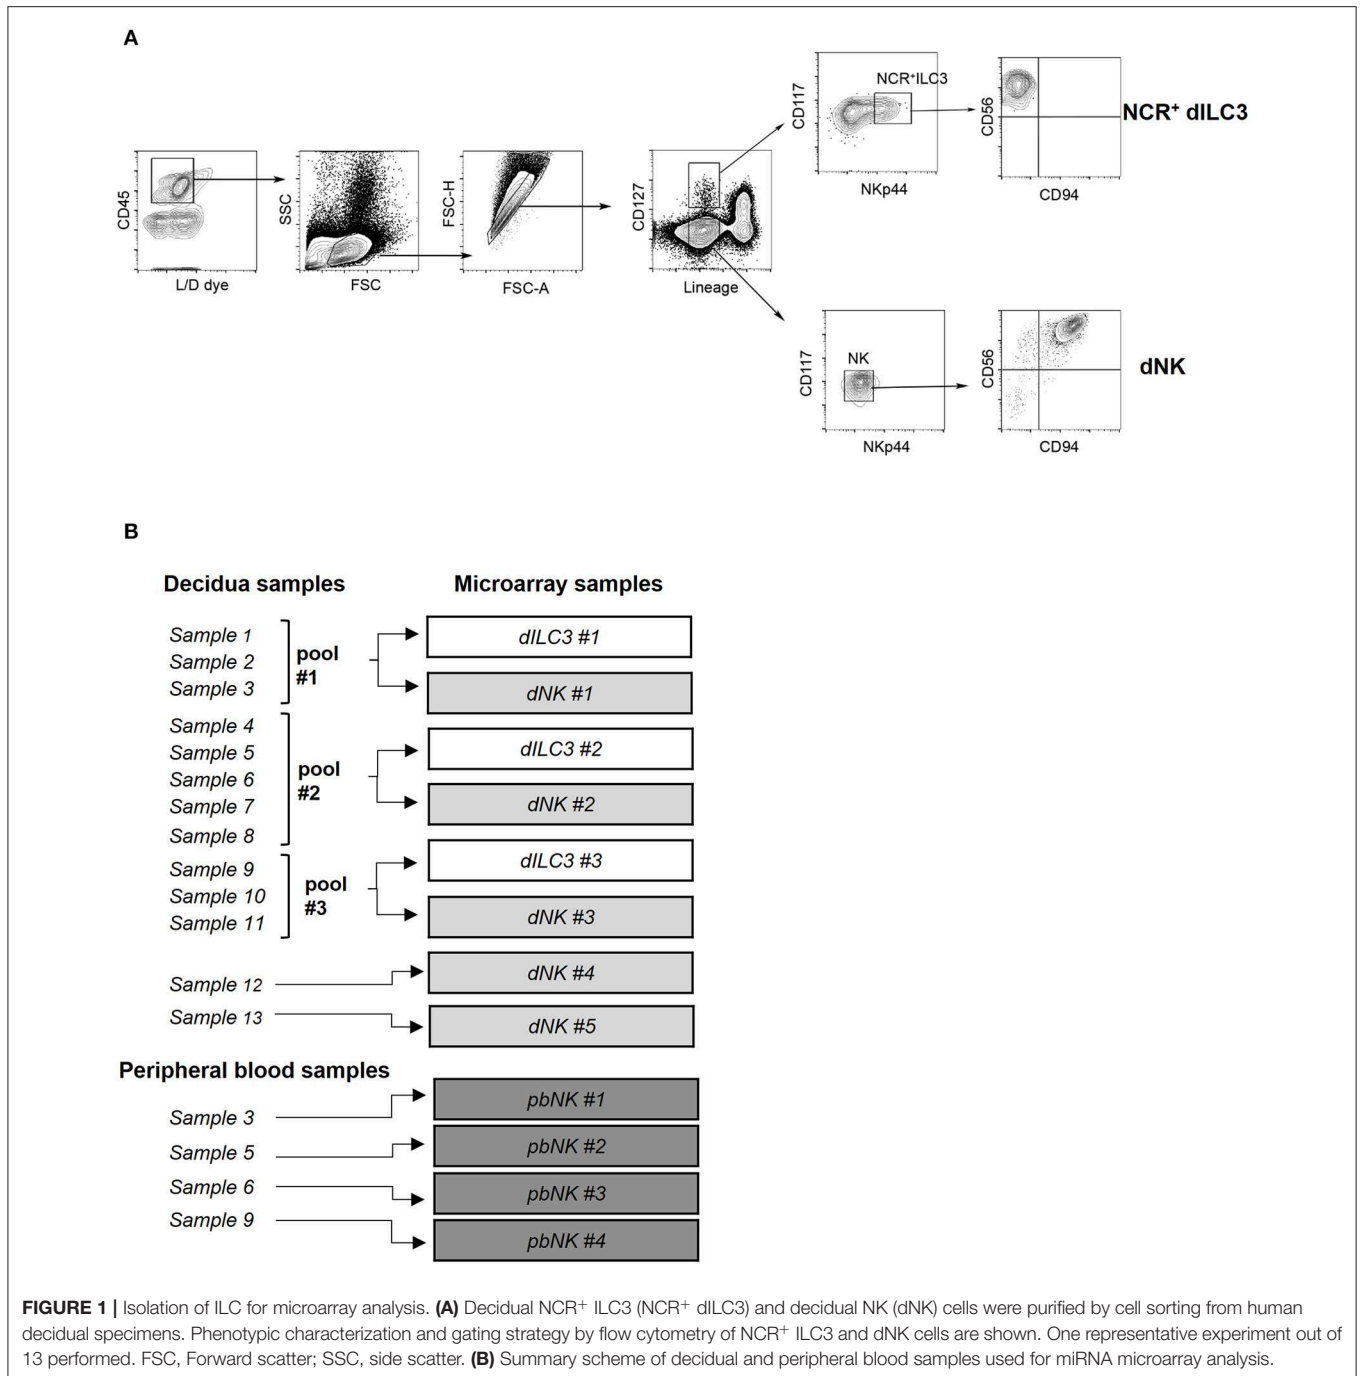 A
CD45
L/D dye
SSC
FSC
FSC-H
FSC-A
CD127
Lineage
CD117
NCR⁺ILC3
NKp44
CD56
CD94
NCR⁺ dILC3
CD117
NK
NKp44
CD56
CD94
dNK
B
Decidua samples
Microarray samples
Sample 1
Sample 2
Sample 3
pool
#1
dILC3 #1
dNK #1
Sample 4
Sample 5
Sample 6
Sample 7
Sample 8
pool
#2
dILC3 #2
dNK #2
Sample 9
Sample 10
Sample 11
pool
#3
dILC3 #3
dNK #3
Sample 12
dNK #4
Sample 13
dNK #5
Peripheral blood samples
Sample 3
pbNK #1
Sample 5
pbNK #2
Sample 6
pbNK #3
Sample 9
pbNK #4
FIGURE 1 | Isolation of ILC for microarray analysis. (A) Decidual NCR⁺ ILC3 (NCR⁺ dILC3) and decidual NK (dNK) cells were purified by cell sorting from human
decidual specimens. Phenotypic characterization and gating strategy by flow cytometry of NCR⁺ ILC3 and dNK cells are shown. One representative experiment out of
13 performed. FSC, Forward scatter; SSC, side scatter. (B) Summary scheme of decidual and peripheral blood samples used for miRNA microarray analysis.